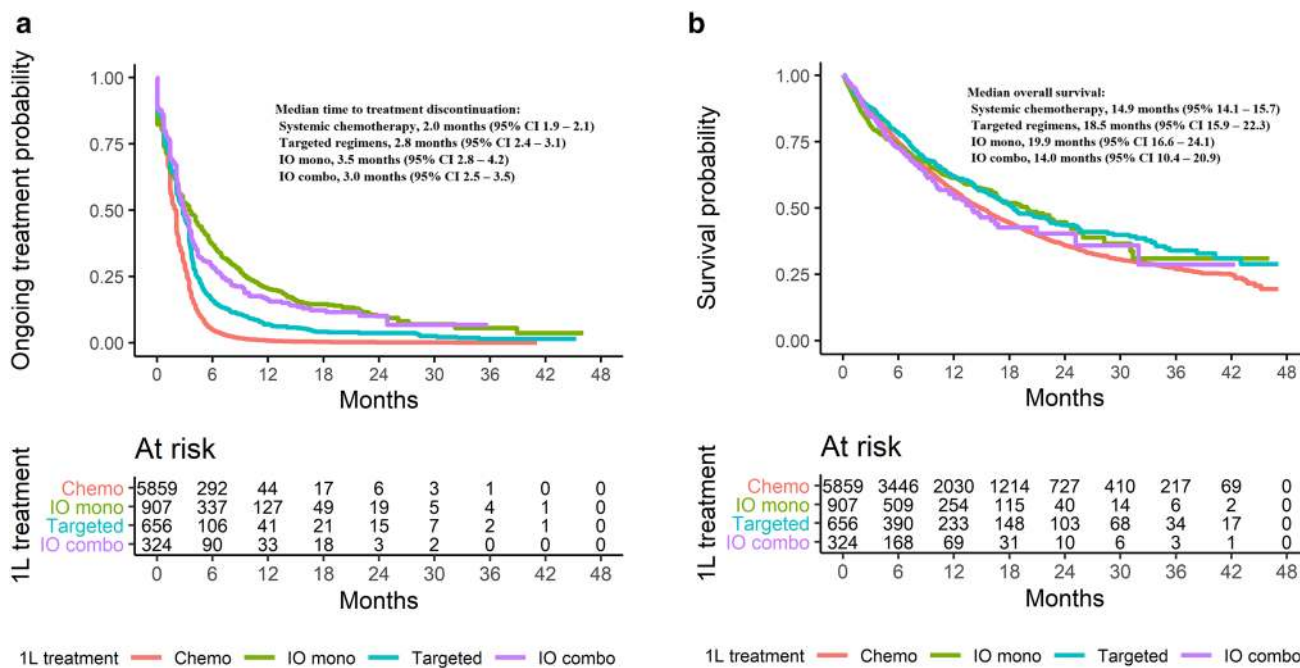 a
Ongoing treatment probability
1.00
0.75
0.50
0.25
0.00
Median time to treatment discontinuation:
Systemic chemotherapy, 2.0 months (95% CI 1.9 – 2.1)
Targeted regimens, 2.8 months (95% CI 2.4 – 3.1)
IO mono, 3.5 months (95% CI 2.8 – 4.2)
IO combo, 3.0 months (95% CI 2.5 – 3.5)
0 6 12 18 24 30 36 42 48
Months
At risk
1L treatment
Chemo 5859 292 44 17 6 3 1 0 0
IO mono 907 337 127 49 19 5 4 1 0
Targeted 656 106 41 21 15 7 2 1 0
IO combo 324 90 33 18 3 2 0 0 0
0 6 12 18 24 30 36 42 48
Months
1L treatment Chemo IO mono Targeted IO combo
b
Survival probability
1.00
0.75
0.50
0.25
0.00
Median overall survival:
Systemic chemotherapy, 14.9 months (95% 14.1 – 15.7)
Targeted regimens, 18.5 months (95% CI 15.9 – 22.3)
IO mono, 19.9 months (95% CI 16.6 – 24.1)
IO combo, 14.0 months (95% CI 10.4 – 20.9)
0 6 12 18 24 30 36 42 48
Months
At risk
1L treatment
Chemo 5859 3446 2030 1214 727 410 217 69 0
IO mono 907 509 254 115 40 14 6 2 0
Targeted 656 390 233 148 103 68 34 17 0
IO combo 324 168 69 31 10 6 3 1 0
0 6 12 18 24 30 36 42 48
Months
1L treatment Chemo IO mono Targeted IO combo